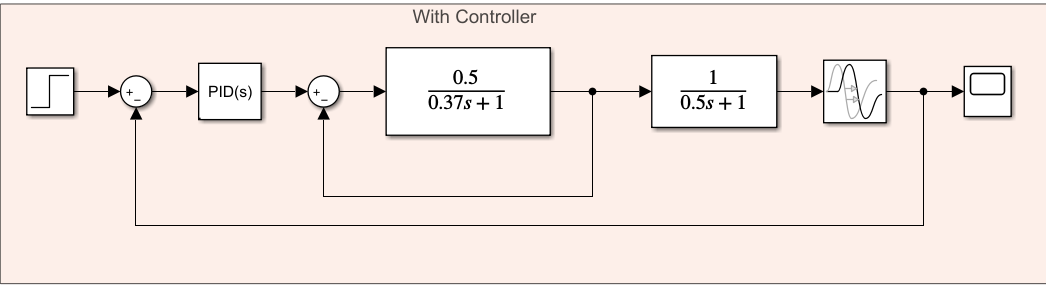 With Controller
+
−
PID(s)
+
−
0.5
0.37s + 1
1
0.5s + 1